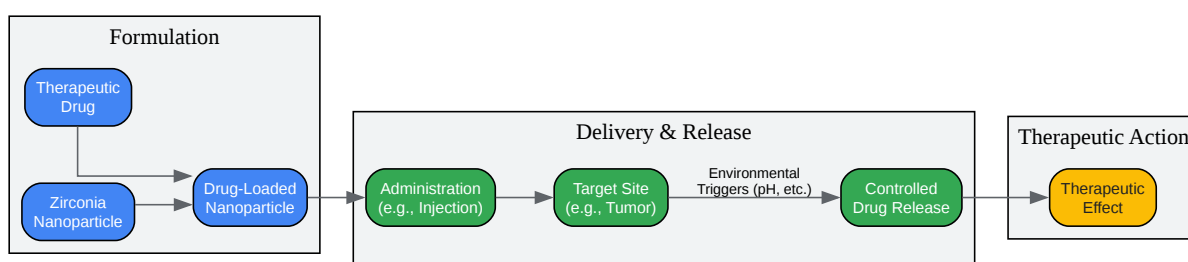 Formulation
Therapeutic
Drug
Zirconia
Nanoparticle
Drug-Loaded
Nanoparticle
Delivery & Release
Administration
(e.g., Injection)
Target Site
(e.g., Tumor)
Environmental
Triggers (pH, etc.)
Controlled
Drug Release
Therapeutic Action
Therapeutic
Effect